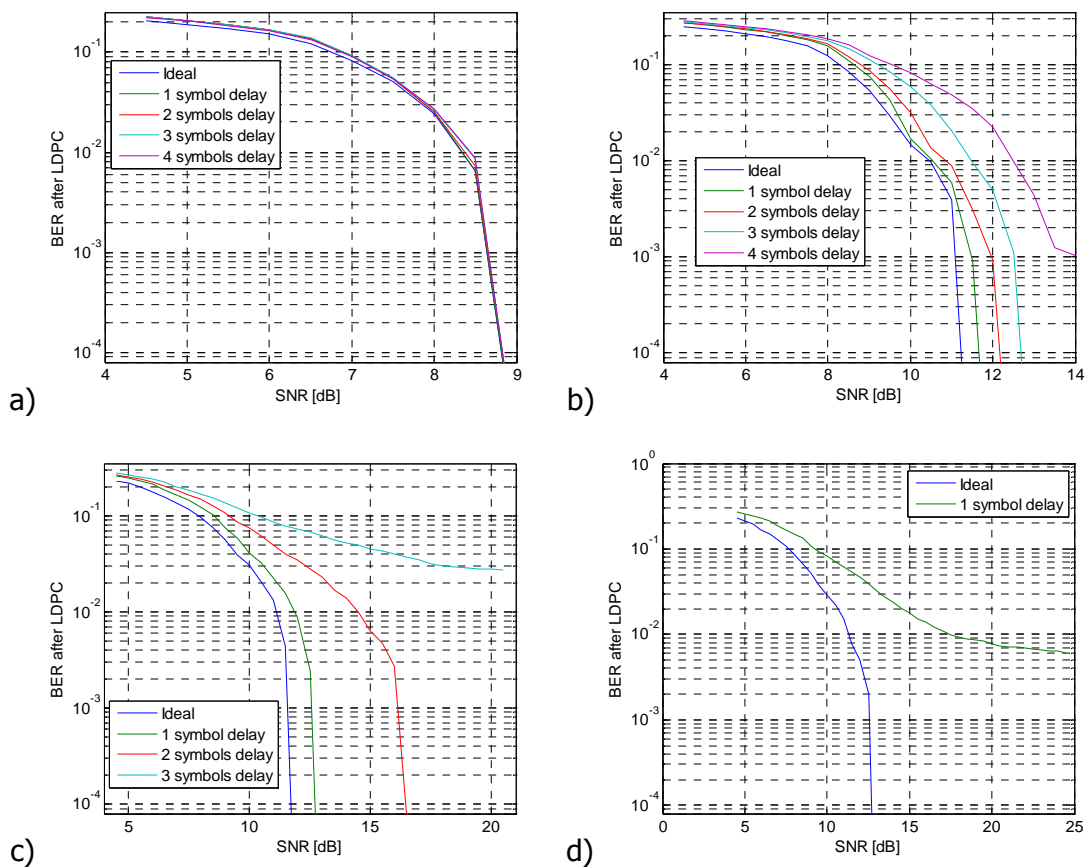 10^-1
10^-2
10^-3
10^-4
BER after LDPC
Ideal
1 symbol delay
2 symbols delay
3 symbols delay
4 symbols delay
4 5 6 7 8 9
SNR [dB]
a)
10^-1
10^-2
10^-3
10^-4
BER after LDPC
Ideal
1 symbol delay
2 symbols delay
3 symbols delay
4 symbols delay
4 6 8 10 12 14
SNR [dB]
b)
10^-1
10^-2
10^-3
10^-4
BER after LDPC
Ideal
1 symbol delay
2 symbols delay
3 symbols delay
5 10 15 20
SNR [dB]
c)
10^0
10^-1
10^-2
10^-3
10^-4
BER after LDPC
Ideal
1 symbol delay
0 5 10 15 20 25
SNR [dB]
d)